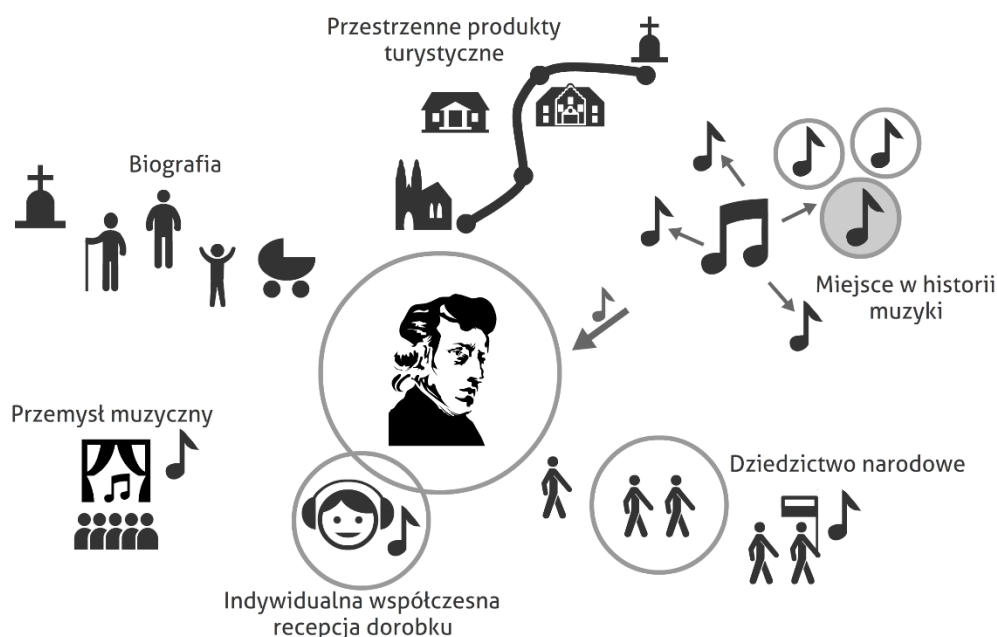 Przestrzenne produkty
turystyczne
Biografia
Miejsce w historii
muzyki
Przemysł muzyczny
Dziedzictwo narodowe
Indywidualna współczesna
recepcja dorobku